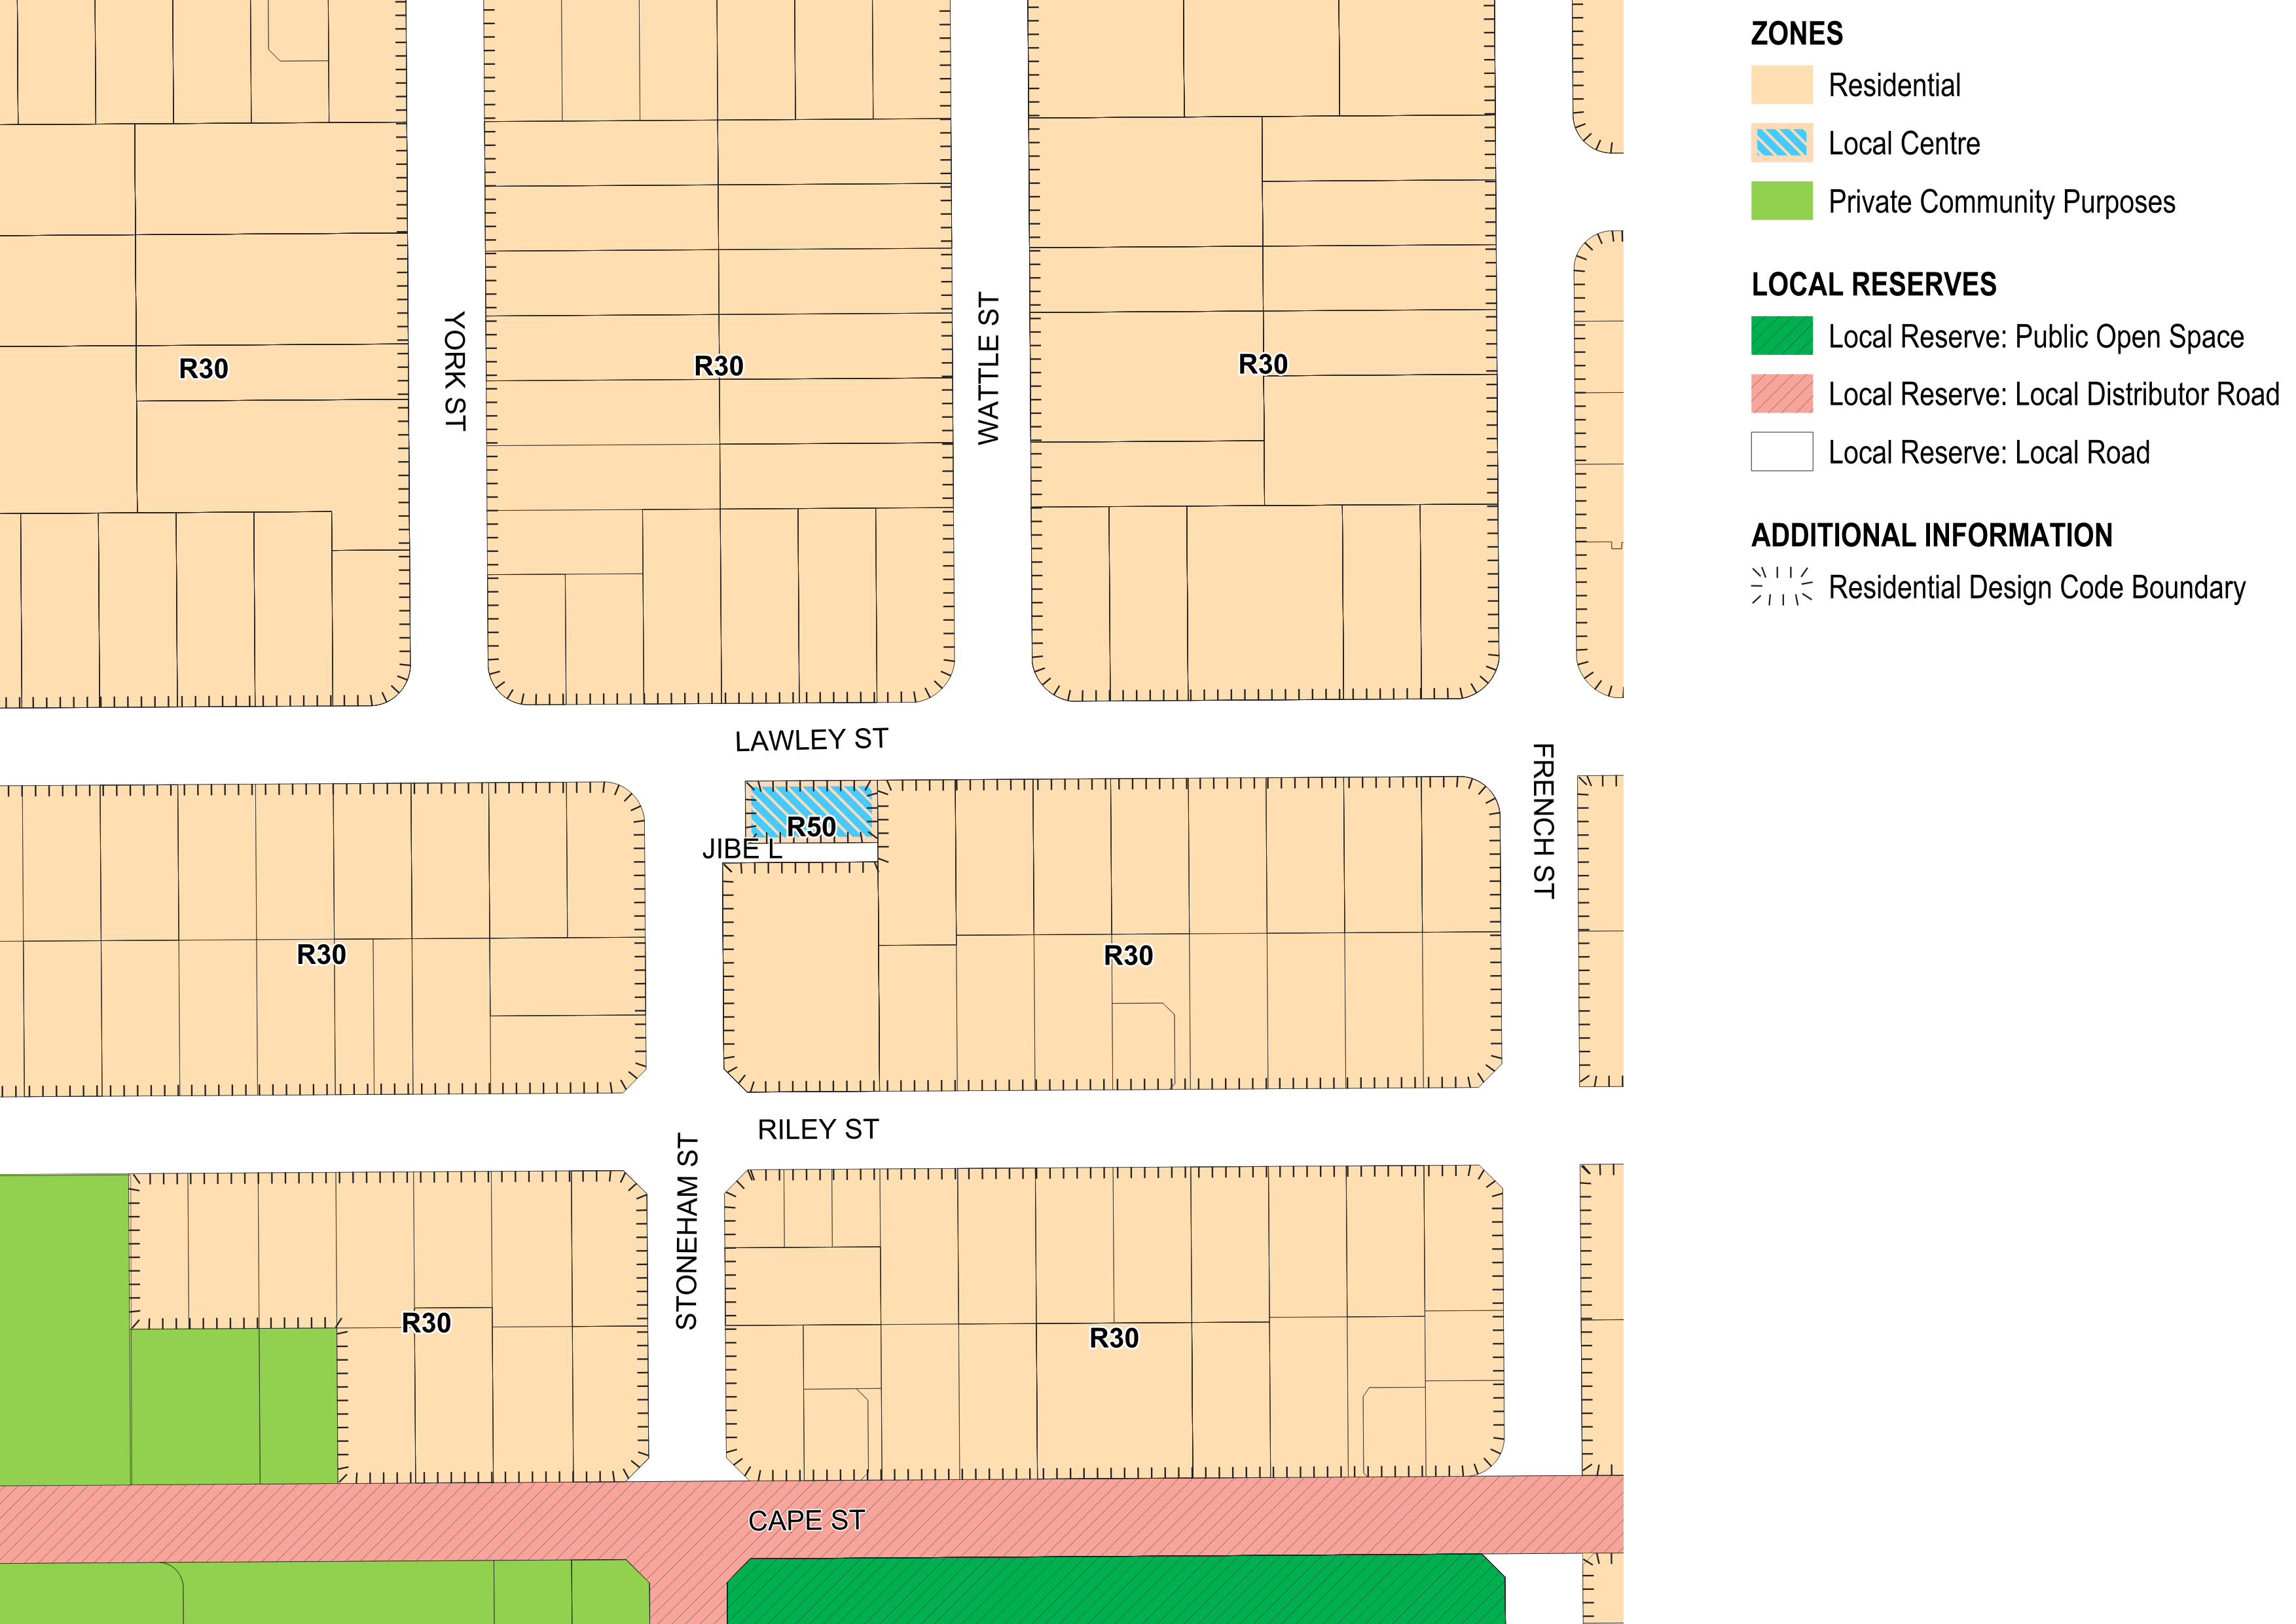 ZONES
Residential
Local Centre
Private Community Purposes
LOCAL RESERVES
Local Reserve: Public Open Space
Local Reserve: Local Distributor Road
Local Reserve: Local Road
ADDITIONAL INFORMATION
Residential Design Code Boundary
R30
YORK ST
R30
WATTLE ST
R30
LAWLEY ST
FRENCH ST
R50
JIBE L
R30
R30
RILEY ST
STONEHAM ST
R30
R30
CAPE ST